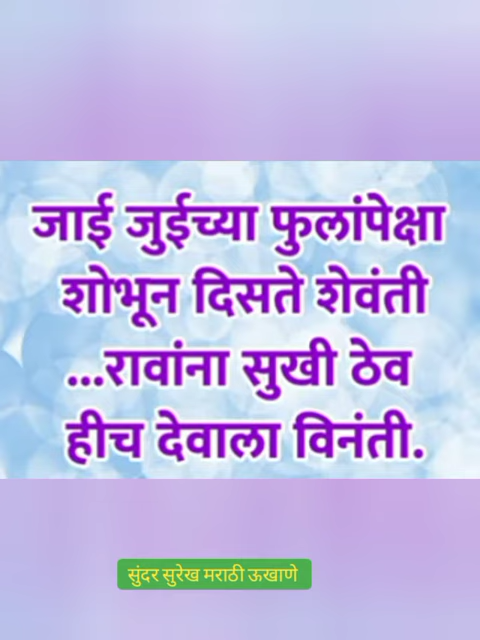 जाई जुईच्या फुलांपेक्षा
शोभून दिसते शेवंती
...रावांना सुखी ठेव
हीच देवाला विनंती.
सुंदर सुरेख मराठी ऊखाणे